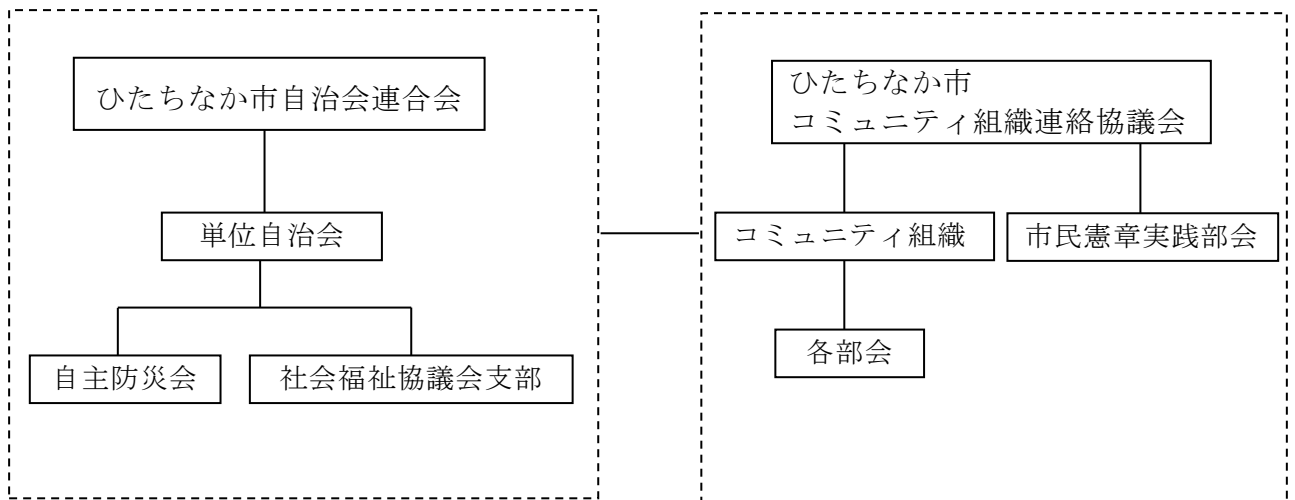 ひたちなか市自治会連合会
単位自治会
自主防災会
社会福祉協議会支部
ひたちなか市
コミュニティ組織連絡協議会
コミュニティ組織
市民憲章実践部会
各部会